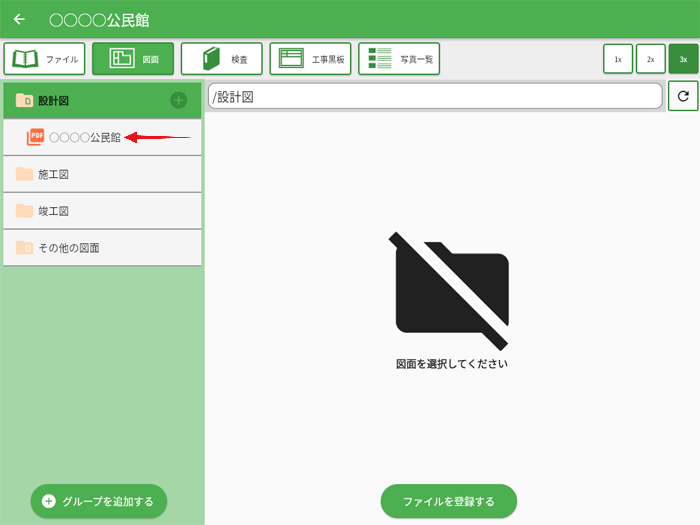 ○○○○公民館
ファイル
図面
検査
工事黒板
写真一覧
1x
2x
3x
設計図
/設計図
PDF
○○○○公民館
施工図
竣工図
その他の図面
図面を選択してください
グループを追加する
ファイルを登録する